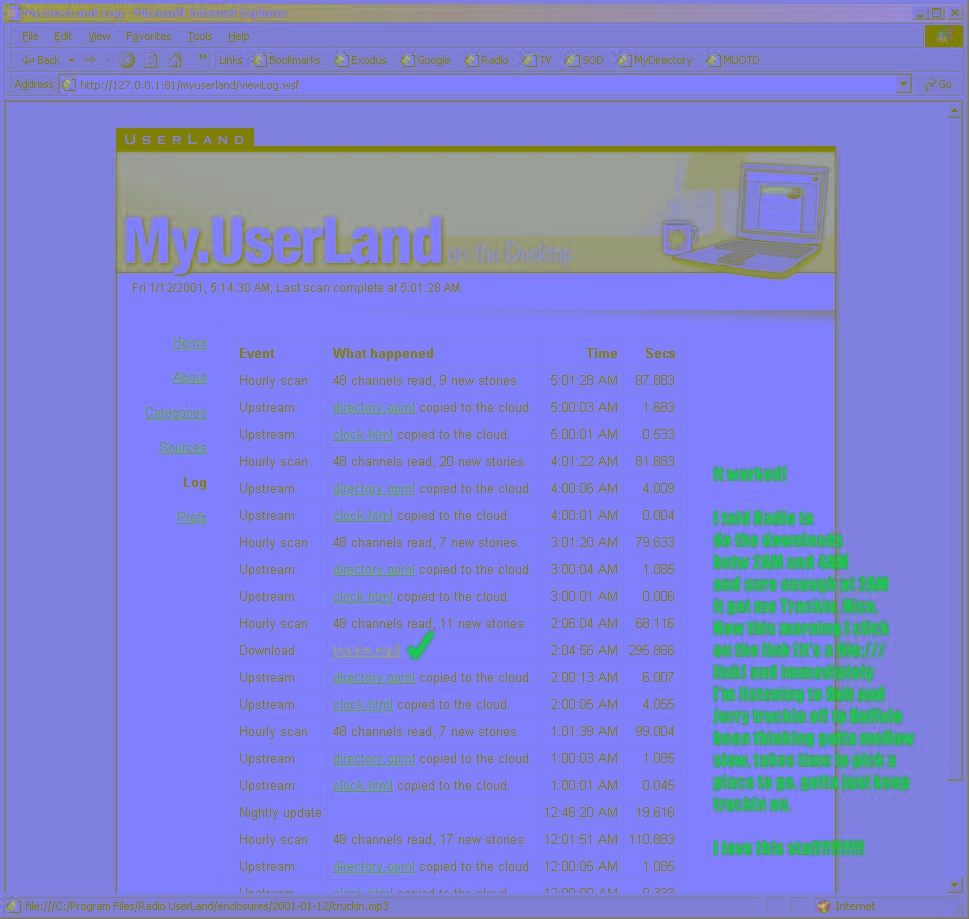 My.UserLand: Log - Microsoft Internet Explorer
File Edit View Favorites Tools Help
Back » Links Bookmarks Exodus Google Radio TV SOD MyDirectory MUOTD
Address http://127.0.0.1:81/myuserland/viewLog.wsf Go
USERLAND
My.UserLand on the Desktop
Fri 1/12/2001, 5:14:30 AM; Last scan complete at 5:01:28 AM.
Home
About
Categories
Sources
Log
Prefs
Event What happened Time Secs
Hourly scan 48 channels read, 9 new stories. 5:01:28 AM 87.883
Upstream directory.opml copied to the cloud. 5:00:03 AM 1.683
Upstream clock.html copied to the cloud. 5:00:01 AM 0.533
Hourly scan 48 channels read, 20 new stories. 4:01:22 AM 81.883
Upstream directory.opml copied to the cloud. 4:00:06 AM 4.009
Upstream clock.html copied to the cloud. 4:00:01 AM 0.004
Hourly scan 48 channels read, 7 new stories. 3:01:20 AM 79.633
Upstream directory.opml copied to the cloud. 3:00:04 AM 1.085
Upstream clock.html copied to the cloud. 3:00:01 AM 0.006
Hourly scan 48 channels read, 11 new stories. 2:06:04 AM 68.116
Download truckin.mp3 2:04:56 AM 295.866
Upstream directory.opml copied to the cloud. 2:00:13 AM 6.007
Upstream clock.html copied to the cloud. 2:00:05 AM 4.055
Hourly scan 48 channels read, 7 new stories. 1:01:39 AM 99.004
Upstream directory.opml copied to the cloud. 1:00:03 AM 1.085
Upstream clock.html copied to the cloud. 1:00:01 AM 0.045
Nightly update 12:46:20 AM 19.616
Hourly scan 48 channels read, 17 new stories. 12:01:51 AM 110.883
Upstream directory.opml copied to the cloud. 12:00:05 AM 1.085
Upstream clock.html copied to the cloud. 12:00:00 AM 0.333
It worked!
I told Radio to
do the downloads
betw 2AM and 4AM
and sure enough at 2AM
it got me Truckin. Nice.
Now this morning I click
on the link (it's a file:///
link) and immediately
I'm listening to Bob and
Jerry truckin off to Buffalo
been thinking gotta mellow
slow, takes time to pick a
place to go, gotta just keep
truckin on.
I love this stuff!!!!!!!!
file:///C:/Program Files/Radio UserLand/enclosures/2001-01-12/truckin.mp3 Internet